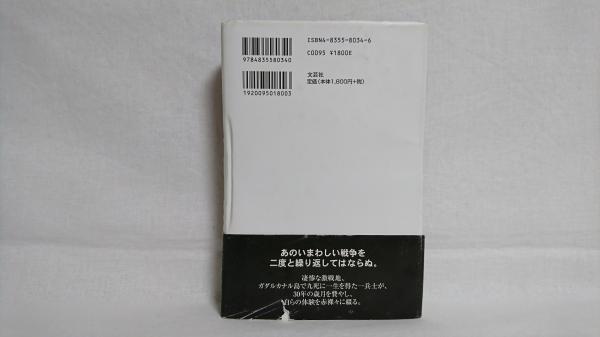 ISBN4-8355-8034-6
C0095 ¥1800E
9784835580340
文芸社
定価(本体1,800円+税)
1920095018003
あのいまわしい戦争を
二度と繰り返してはならぬ。
凄惨な激戦地、
ガダルカナル島で九死に一生を得た一兵士が、
30年の歳月を費やし、
自らの体験を赤裸々に綴る。